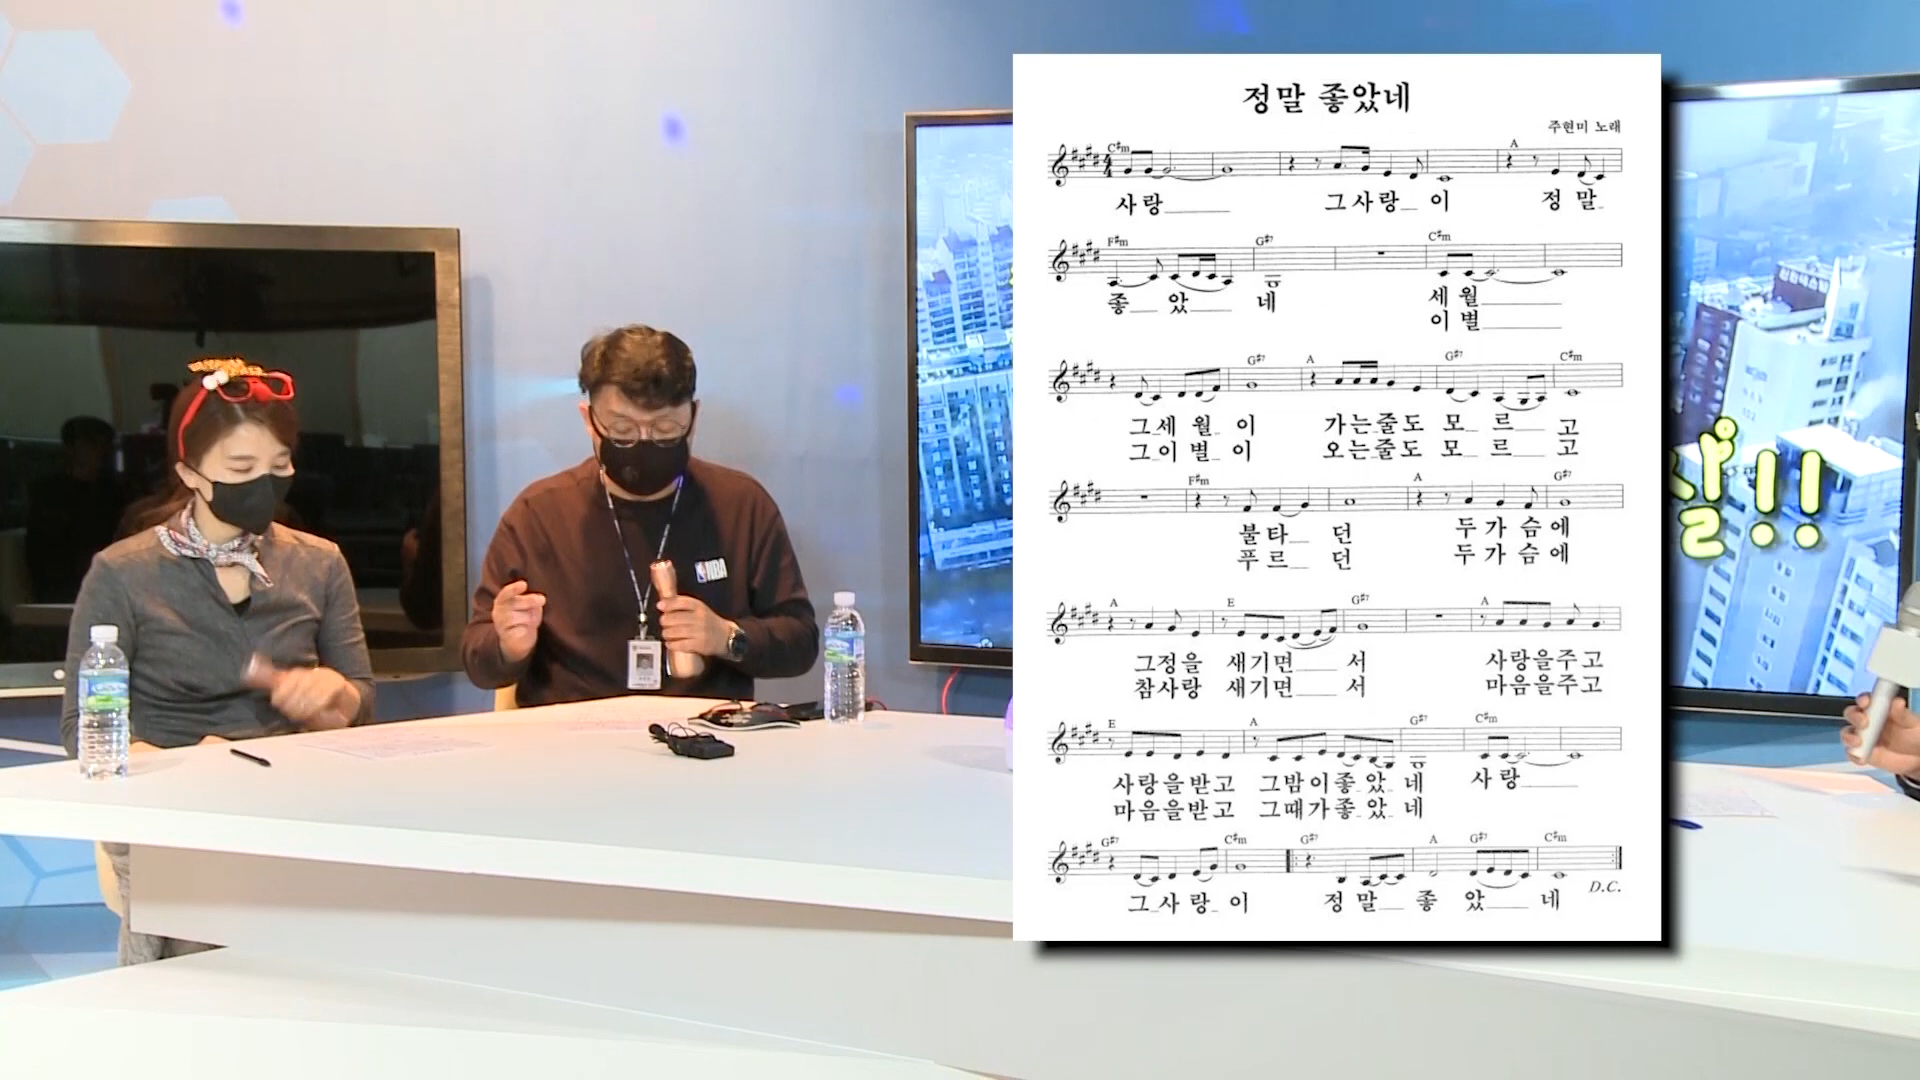 정말 좋았네
주현미 노래
C#m A
사랑 그사랑 이 정 말
F#m G#7 C#m
좋 았 네 세 월
이 별
G#7 A G#7 C#m
그 세 월 이 가는줄도 모 르 고
그 이 별 이 오는줄도 모 르 고
F#m A G#7
불 타 던 두 가 슴 에
푸 르 던 두 가 슴 에
A E G#7 A
그정을 새기면 서 사랑을주고
참사랑 새기면 서 마음을주고
E A G#7 C#m
사랑을받고 그밤이좋 았 네 사 랑
마음을받고 그때가좋 았 네
G#7 C#m G#7 A G#7 C#m
그 사 랑 이 정 말 좋 았 네
D.C.
NBA
!!